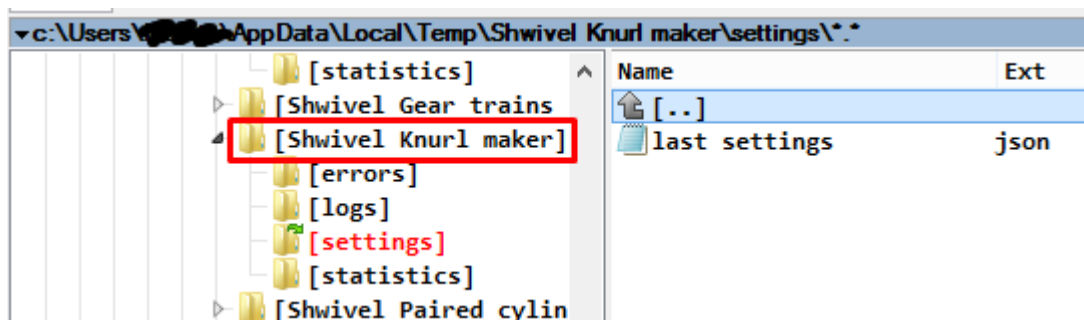 c:\Users\ AppData\Local\Temp\Shwivel Knurl maker\settings\*.*
[statistics]
[Shwivel Gear trains
[Shwivel Knurl maker]
[errors]
[logs]
[settings]
[statistics]
[Shwivel Paired cylin
Name Ext
[..]
last settings json